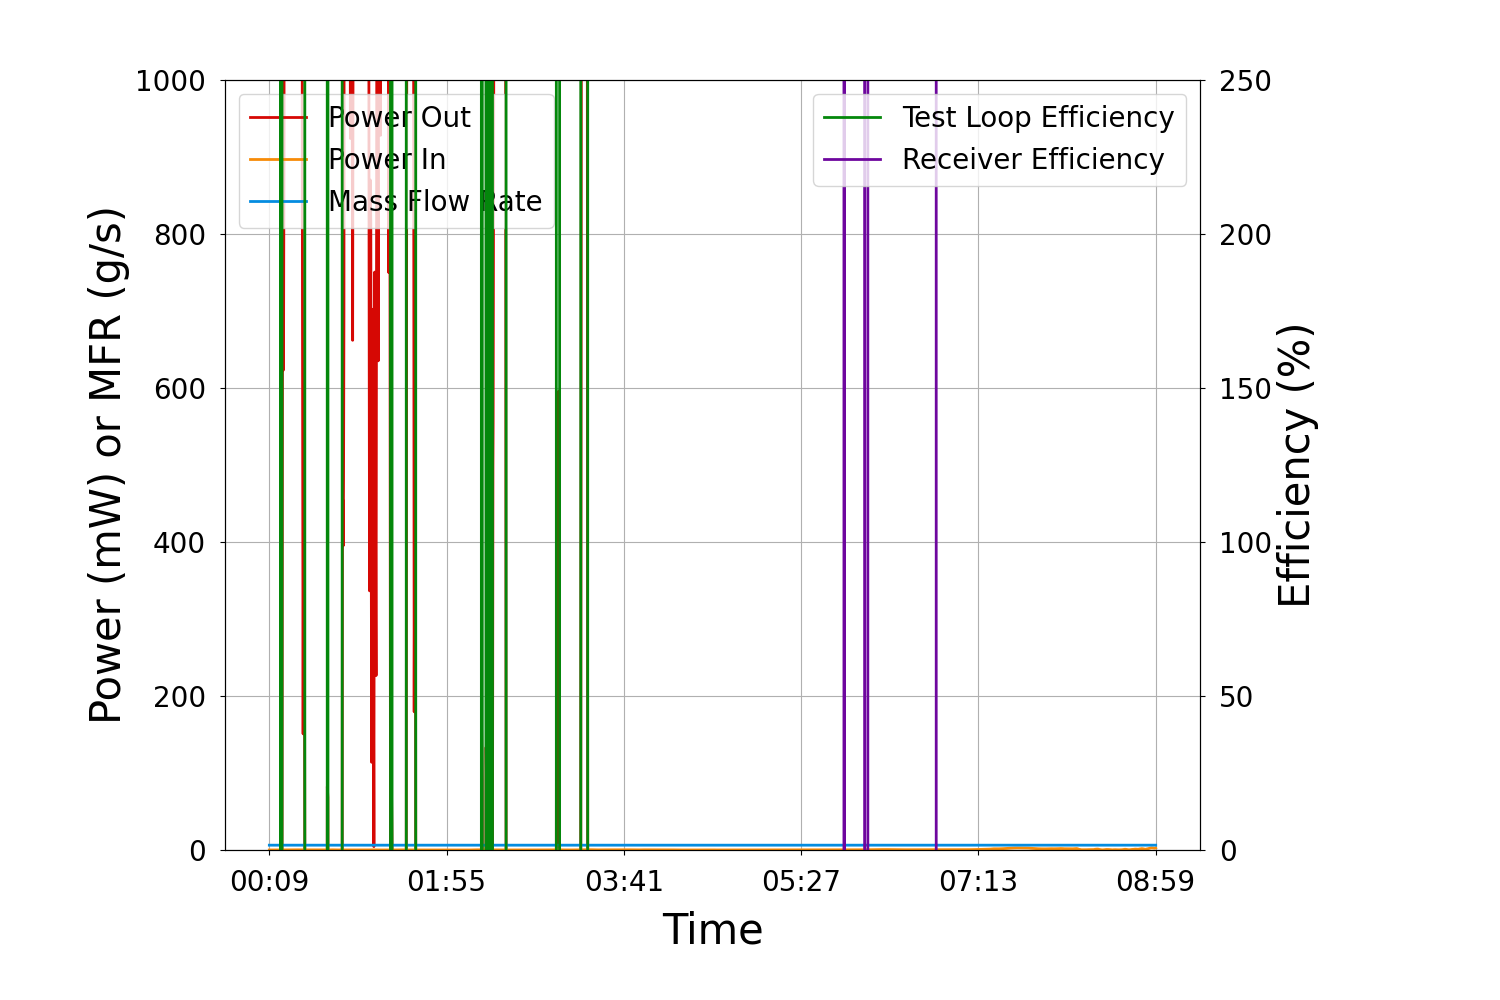 1000
800
600
400
200
0
Power (mW) or MFR (g/s)
Power Out
Power In
Mass Flow Rate
Test Loop Efficiency
Receiver Efficiency
250
200
150
100
50
0
Efficiency (%)
00:09 01:55 03:41 05:27 07:13 08:59
Time